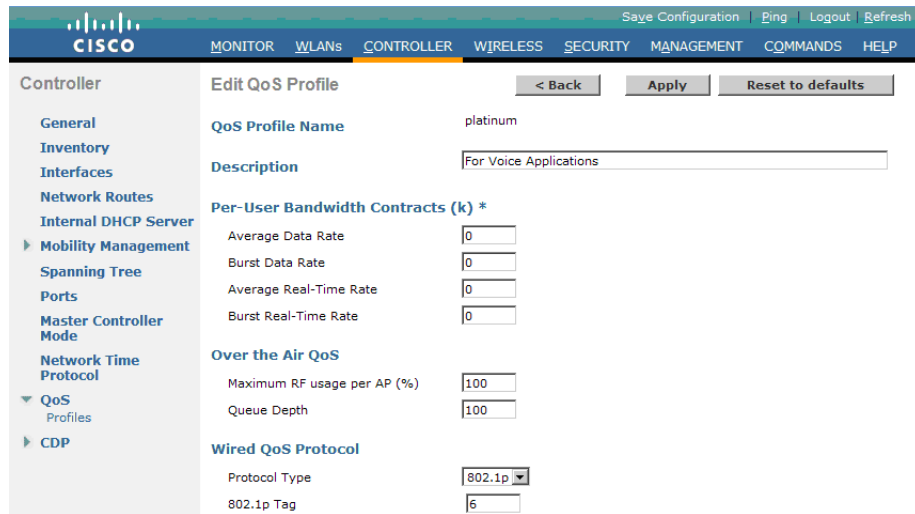 Save Configuration | Ping | Logout | Refresh
CISCO
MONITOR WLANs CONTROLLER WIRELESS SECURITY MANAGEMENT COMMANDS HELP
Controller
General
Inventory
Interfaces
Network Routes
Internal DHCP Server
Mobility Management
Spanning Tree
Ports
Master Controller
Mode
Network Time
Protocol
QoS
Profiles
CDP
Edit QoS Profile
< Back Apply Reset to defaults
QoS Profile Name platinum
Description For Voice Applications
Per-User Bandwidth Contracts (k) *
Average Data Rate 0
Burst Data Rate 0
Average Real-Time Rate 0
Burst Real-Time Rate 0
Over the Air QoS
Maximum RF usage per AP (%) 100
Queue Depth 100
Wired QoS Protocol
Protocol Type 802.1p
802.1p Tag 6